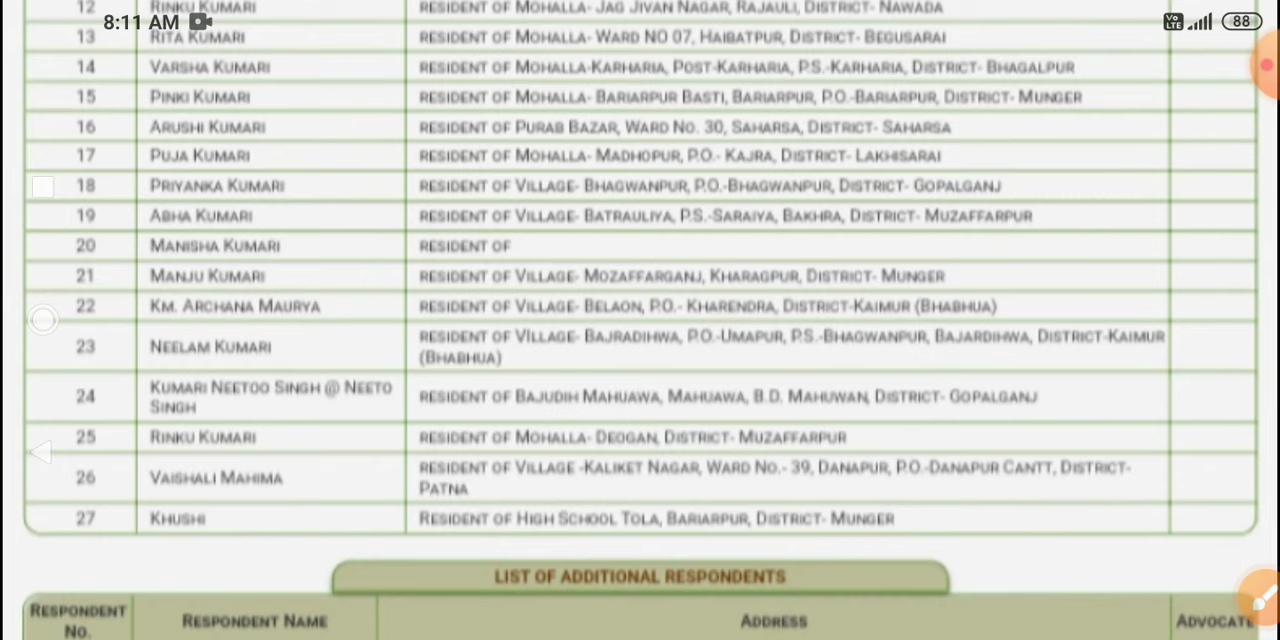 12 RINKU KUMARI RESIDENT OF MOHALLA- JAG JIVAN NAGAR, RAJAULI, DISTRICT- NAWADA
8:11 AM Vo LTE 88
13 RITA KUMARI RESIDENT OF MOHALLA- WARD NO 07, HAIBATPUR, DISTRICT- BEGUSARAI
14 VARSHA KUMARI RESIDENT OF MOHALLA-KARHARIA, POST-KARHARIA, P.S.-KARHARIA, DISTRICT- BHAGALPUR
15 PINKI KUMARI RESIDENT OF MOHALLA- BARIARPUR BASTI, BARIARPUR, P.O.-BARIARPUR, DISTRICT- MUNGER
16 ARUSHI KUMARI RESIDENT OF PURAB BAZAR, WARD NO. 30, SAHARSA, DISTRICT- SAHARSA
17 PUJA KUMARI RESIDENT OF MOHALLA- MADHOPUR, P.O.- KAJRA, DISTRICT- LAKHISARAI
18 PRIYANKA KUMARI RESIDENT OF VILLAGE- BHAGWANPUR, P.O.-BHAGWANPUR, DISTRICT- GOPALGANJ
19 ABHA KUMARI RESIDENT OF VILLAGE- BATRAULIYA, P.S.-SARAIYA, BAKHRA, DISTRICT- MUZAFFARPUR
20 MANISHA KUMARI RESIDENT OF
21 MANJU KUMARI RESIDENT OF VILLAGE- MOZAFFARGANJ, KHARAGPUR, DISTRICT- MUNGER
22 KM. ARCHANA MAURYA RESIDENT OF VILLAGE- BELAON, P.O.- KHARENDRA, DISTRICT-KAIMUR (BHABHUA)
23 NEELAM KUMARI RESIDENT OF VILLAGE- BAJRADIHWA, P.O.-UMAPUR, P.S.-BHAGWANPUR, BAJARDIHWA, DISTRICT-KAIMUR
(BHABHUA)
24 KUMARI NEETOO SINGH @ NEETO
SINGH
RESIDENT OF BAJUDIH MAHUAWA, MAHUAWA, B.D. MAHUWAN, DISTRICT- GOPALGANJ
25 RINKU KUMARI RESIDENT OF MOHALLA- DEOGAN, DISTRICT- MUZAFFARPUR
26 VAISHALI MAHIMA RESIDENT OF VILLAGE -KALIKET NAGAR, WARD NO.- 39, DANAPUR, P.O.-DANAPUR CANTT, DISTRICT-
PATNA
27 KHUSHI RESIDENT OF HIGH SCHOOL TOLA, BARIARPUR, DISTRICT- MUNGER
LIST OF ADDITIONAL RESPONDENTS
RESPONDENT
NO.
RESPONDENT NAME ADDRESS ADVOCATE